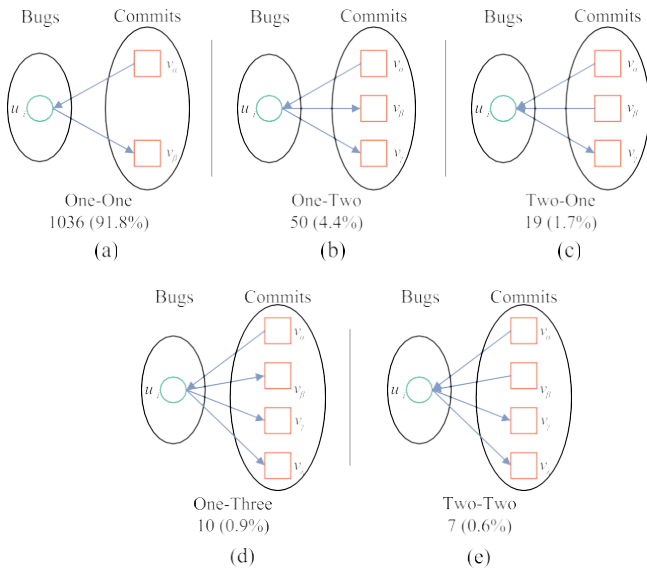 Bugs Commits Bugs Commits Bugs Commits
u_i v_α v_β u_i v_α v_β v_γ u_i v_α v_β v_γ
One-One One-Two Two-One
1036 (91.8%) 50 (4.4%) 19 (1.7%)
(a) (b) (c)
Bugs Commits Bugs Commits
u_i v_α v_β v_γ u_i v_α v_β v_γ
One-Three Two-Two
10 (0.9%) 7 (0.6%)
(d) (e)